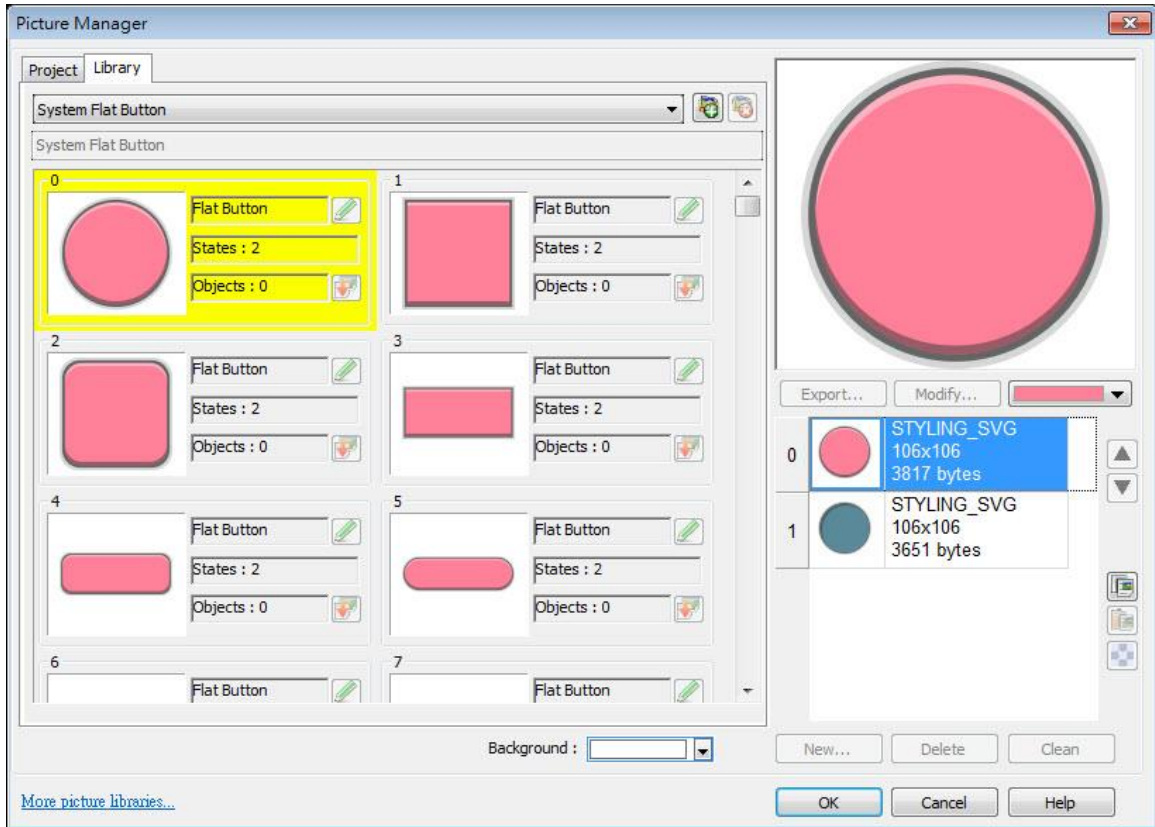 Picture Manager
Project
Library
System Flat Button
System Flat Button
0
Flat Button
States : 2
Objects : 0
1
Flat Button
States : 2
Objects : 0
2
Flat Button
States : 2
Objects : 0
3
Flat Button
States : 2
Objects : 0
4
Flat Button
States : 2
Objects : 0
5
Flat Button
States : 2
Objects : 0
6
Flat Button
7
Flat Button
Background :
Export...
Modify...
0
STYLING_SVG
106x106
3817 bytes
1
STYLING_SVG
106x106
3651 bytes
New...
Delete
Clean
More picture libraries...
OK
Cancel
Help